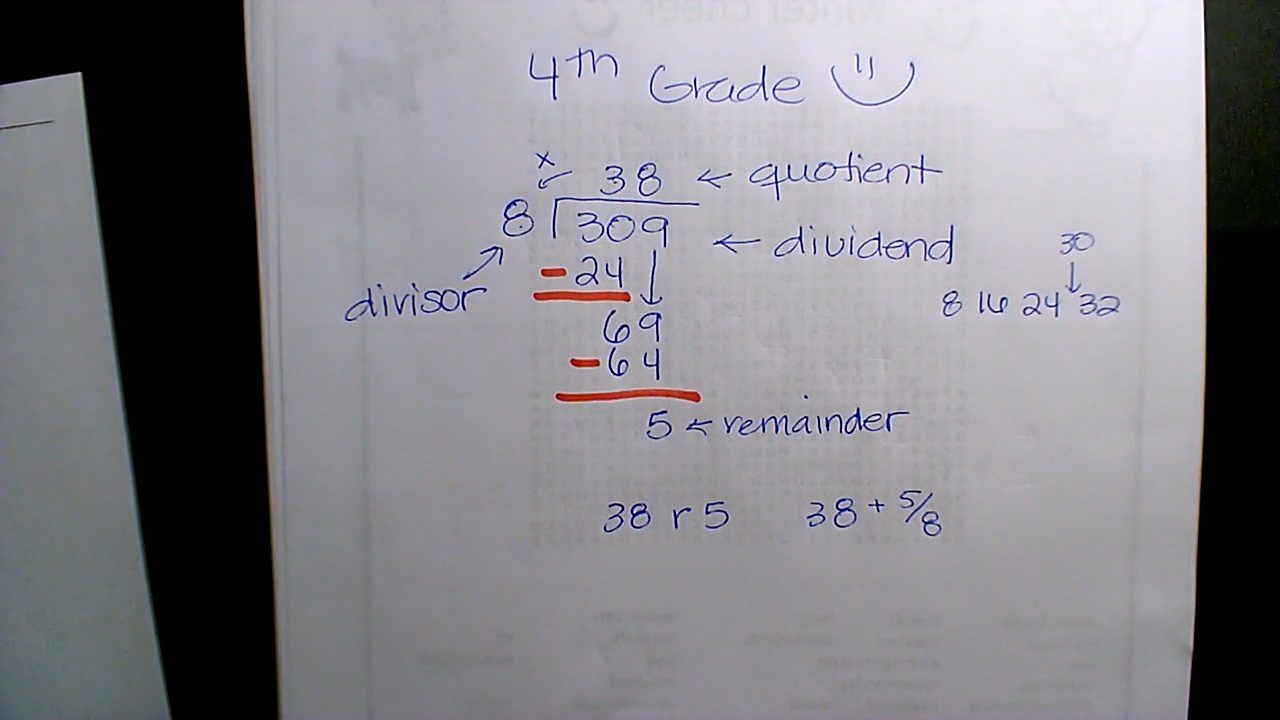 4th Grade
x 38 ← quotient
8 309 ← dividend
30
divisor - 24
8 16 24 32
69
- 64
5 ← remainder
38 r 5 38 + 5/8